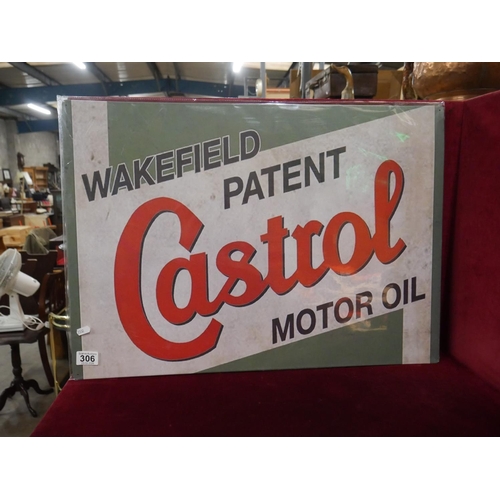 WAKEFIELD
PATENT
Castrol
MOTOR OIL
306